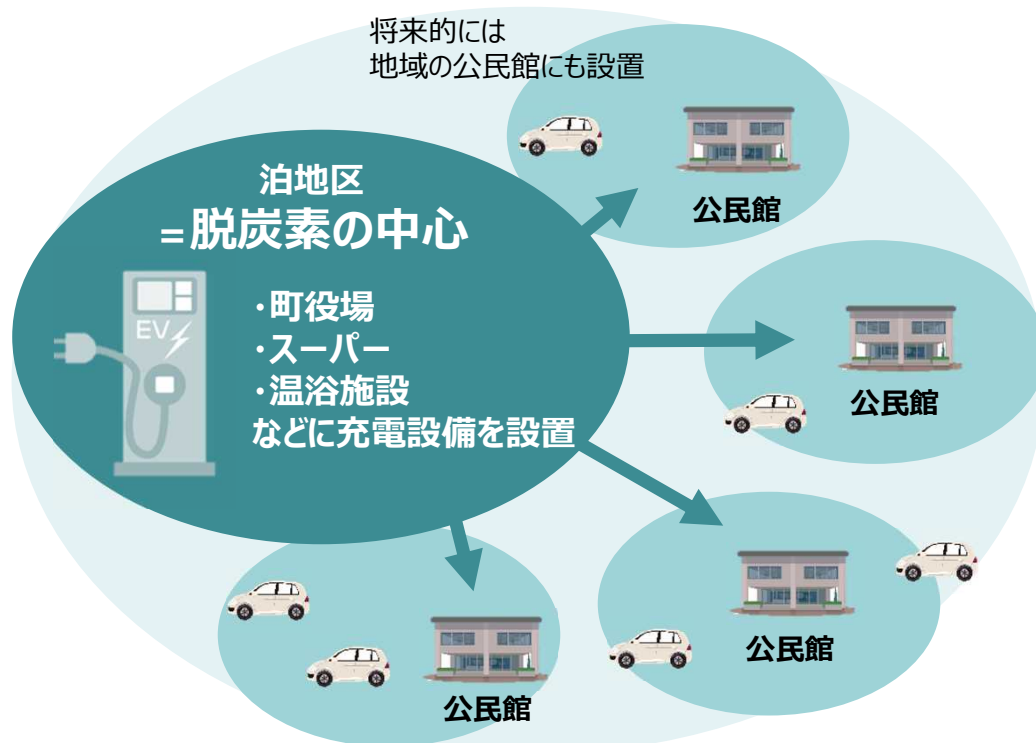 将来的には
地域の公民館にも設置
泊地区
=脱炭素の中心
EV
・町役場
・スーパー
・温浴施設
などに充電設備を設置
公民館
公民館
公民館
公民館